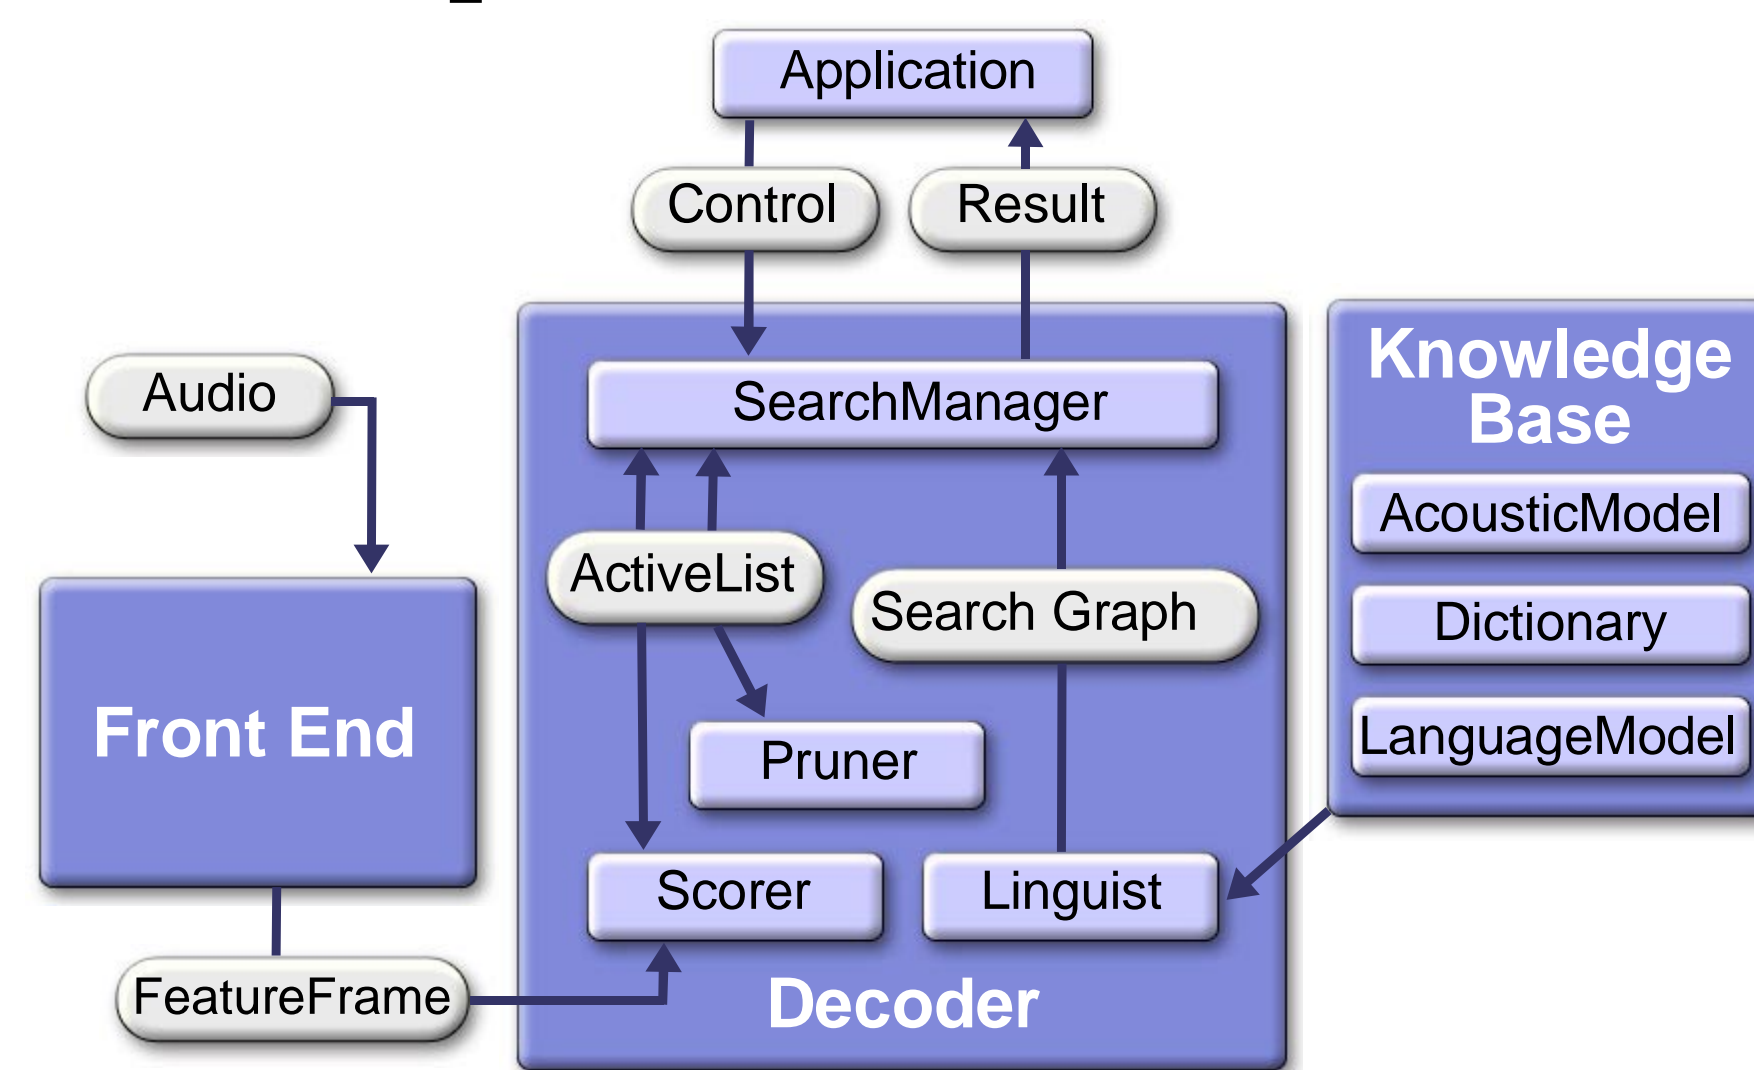 Application
Control
Result
Knowledge
Base
Audio
SearchManager
AcousticModel
ActiveList
Search Graph
Dictionary
Front End
Pruner
LanguageModel
Scorer
Linguist
FeatureFrame
Decoder